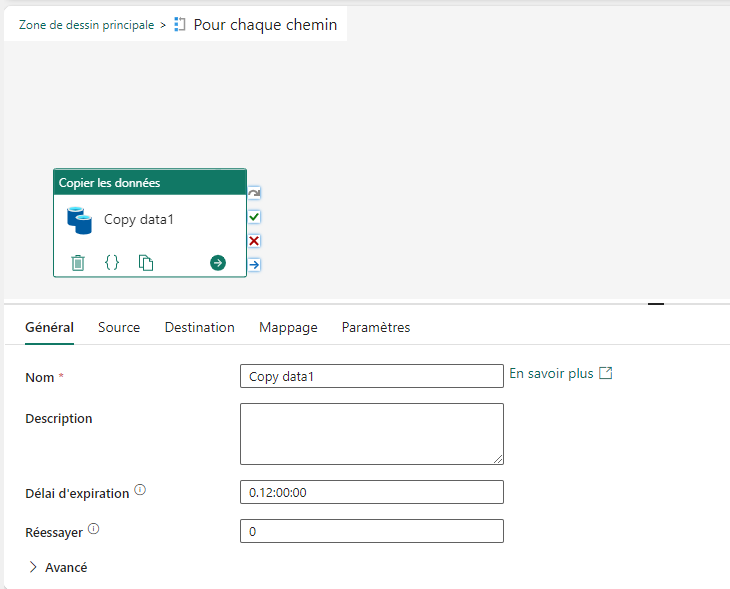 Zone de dessin principale > Pour chaque chemin
Copier les données
Copy data1
Général Source Destination Mappage Paramètres
Nom * Copy data1 En savoir plus
Description
Délai d'expiration 0.12:00:00
Réessayer 0
Avancé